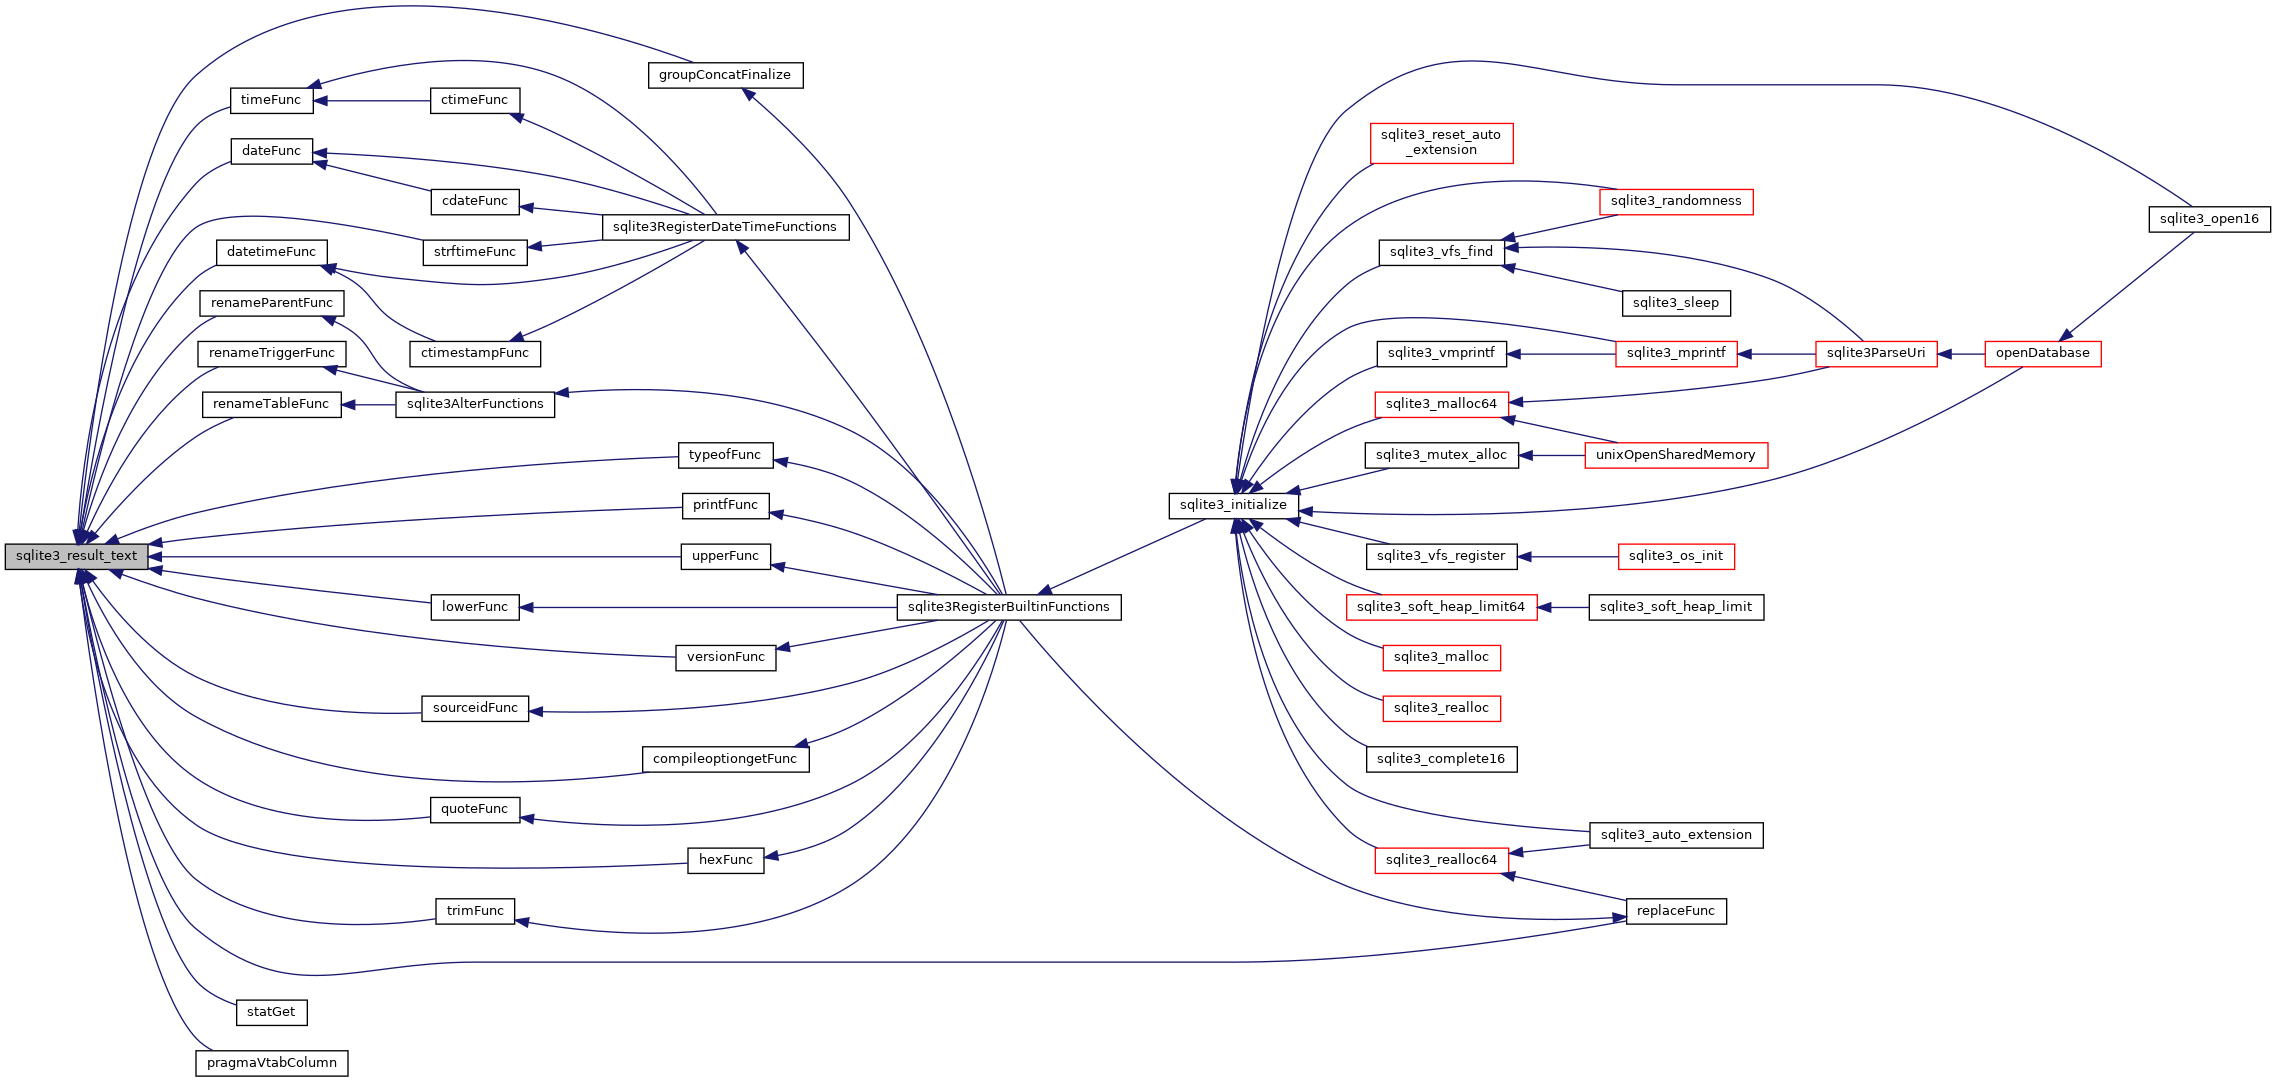 groupConcatFinalize
timeFunc
ctimeFunc
sqlite3_reset_auto
_extension
dateFunc
cdateFunc
sqlite3_randomness
sqlite3_open16
sqlite3RegisterDateTimeFunctions
datetimeFunc
strftimeFunc
sqlite3_vfs_find
renameParentFunc
sqlite3_sleep
renameTriggerFunc
ctimestampFunc
sqlite3_vmprintf
sqlite3_mprintf
sqlite3ParseUri
openDatabase
renameTableFunc
sqlite3AlterFunctions
sqlite3_malloc64
typeofFunc
sqlite3_mutex_alloc
unixOpenSharedMemory
printfFunc
sqlite3_initialize
sqlite3_result_text
upperFunc
sqlite3_vfs_register
sqlite3_os_init
lowerFunc
sqlite3RegisterBuiltinFunctions
sqlite3_soft_heap_limit64
sqlite3_soft_heap_limit
versionFunc
sqlite3_malloc
sourceidFunc
sqlite3_realloc
compileoptiongetFunc
sqlite3_complete16
quoteFunc
sqlite3_auto_extension
hexFunc
sqlite3_realloc64
trimFunc
replaceFunc
statGet
pragmaVtabColumn